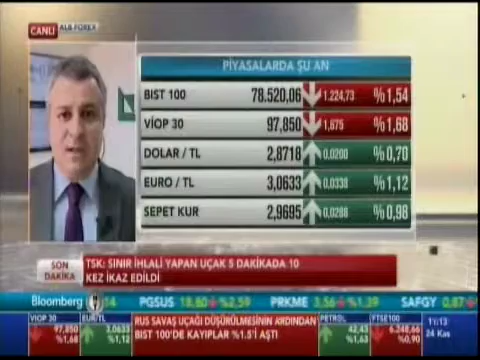 CANLI ALB FOREX
PİYASALARDA ŞU AN
BIST 100 78.520,06 1.224,73 %1,54
VİOP 30 97,850 1,675 %1,68
DOLAR / TL 2,8718 0,0200 %0,70
EURO / TL 3,0633 0,0338 %1,12
SEPET KUR 2,9695 0,0288 %0,98
SON DAKİKA
TSK: SINIR İHLALİ YAPAN UÇAK 5 DAKİKADA 10
KEZ İKAZ EDİLDİ
Bloomberg 14 PGSUS 18,60 %2,59 PRKME 3,56 %1,39 SAFGY 0,87
VIOP 30 EUR/TL RUS SAVAŞ UÇAĞI DÜŞÜRÜLMESİNİN ARDINDAN PETROL FTSE100 11:13
97,850 3,0633 BIST 100'DE KAYIPLAR %1.5'İ AŞTI 42,43 6.248,66 24 Kas
%1,68 %1,12 %1,63 %0,90